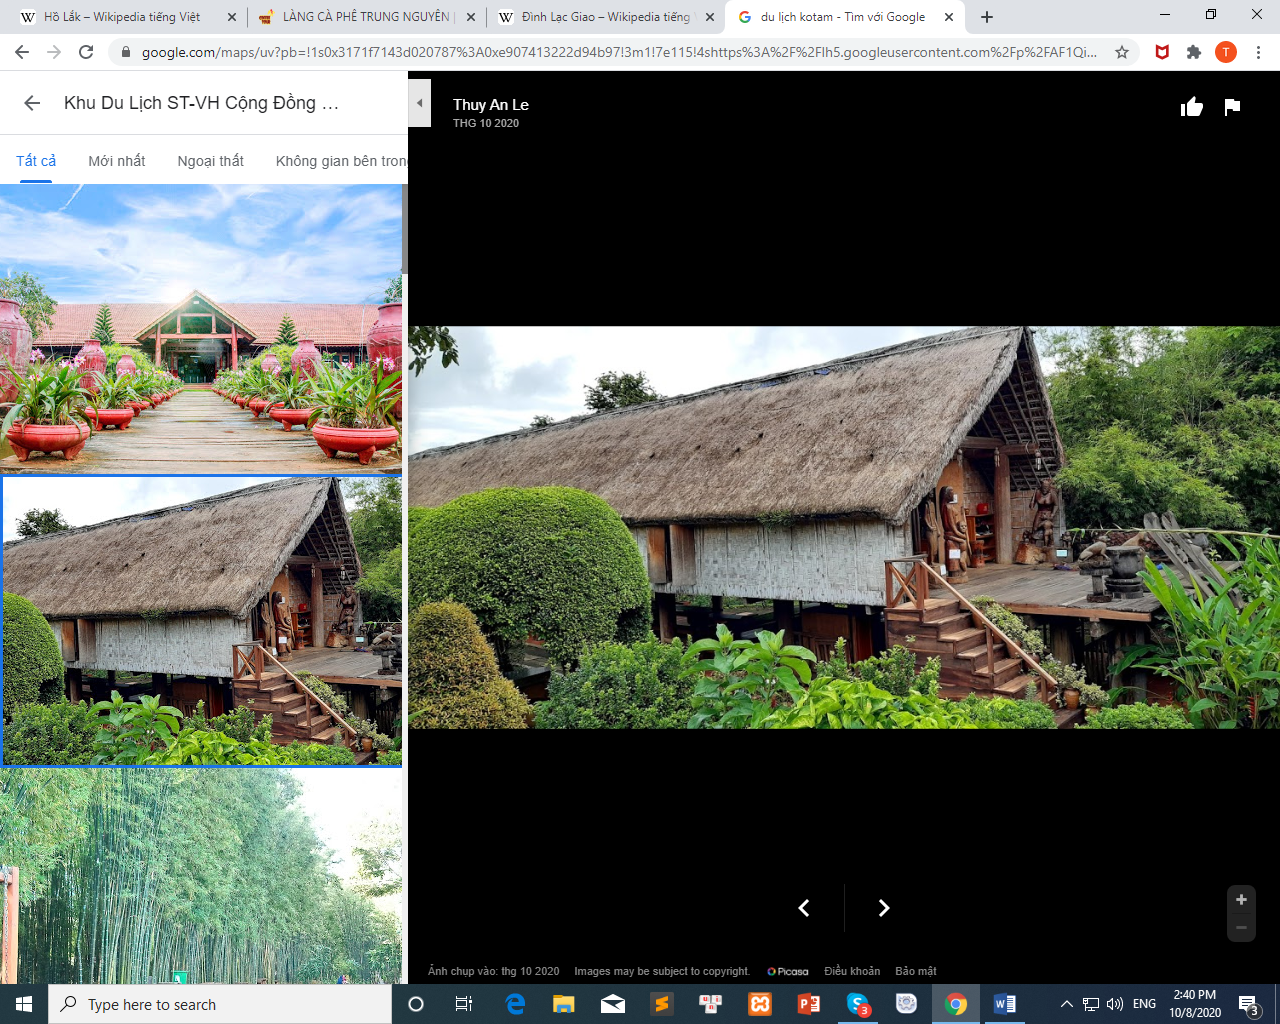 Hồ Lắk – Wikipedia tiếng Việt
LÀNG CÀ PHÊ TRUNG NGUYÊN |
Đình Lạc Giao – Wikipedia tiếng V
du lịch kotam - Tìm với Google
google.com/maps/uv?pb=!1s0x3171f7143d020787%3A0xe907413222d94b97!3m1!7e115!4shttps%3A%2F%2Flh5.googleusercontent.com%2Fp%2FAF1Qi...
T
Khu Du Lịch ST-VH Cộng Đồng ...
Thuy An Le
THG 10 2020
Tất cả
Mới nhất
Ngoại thất
Không gian bên trong
Ảnh chụp vào: thg 10 2020
Images may be subject to copyright.
Picasa
Điều khoản
Bảo mật
Type here to search
3
ENG
2:40 PM
10/8/2020
3